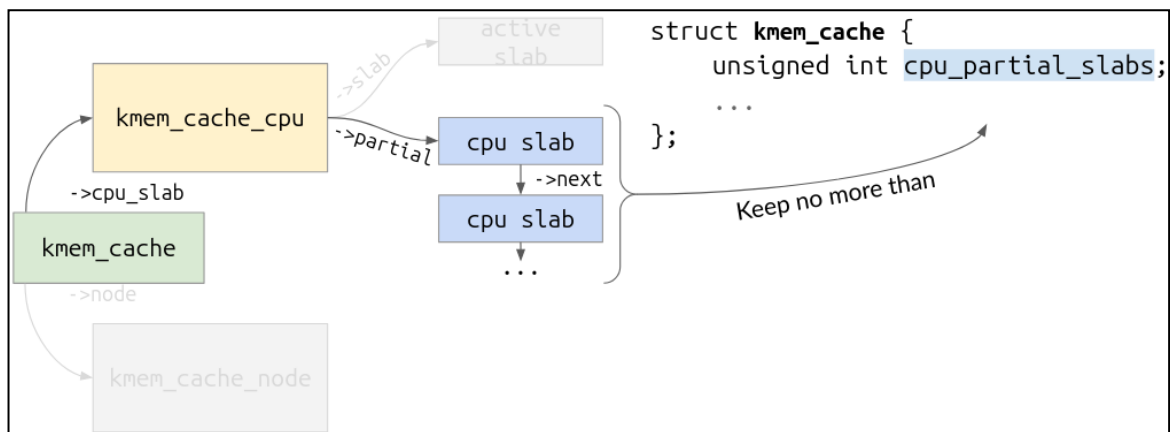 active
slab
->slab
kmem_cache_cpu
->partial
cpu slab
->next
cpu slab
...
->cpu_slab
kmem_cache
->node
kmem_cache_node
struct kmem_cache {
unsigned int cpu_partial_slabs;
...
};
Keep no more than